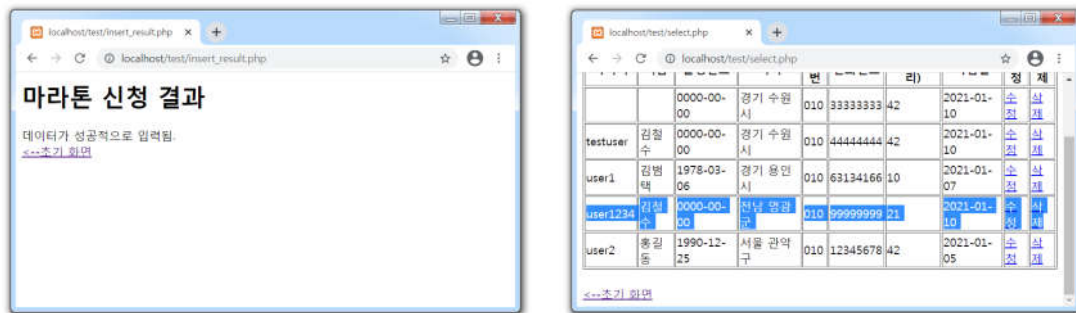 localhost/test/insert_result.php
localhost/test/insert_result.php
마라톤 신청 결과
데이터가 성공적으로 입력됨.
<--초기 화면
localhost/test/select.php
localhost/test/select.php
번 리) 정 제
0000-00-00 경기 수원시 010 33333333 42 2021-01-10 수정 삭제
testuser 김철수 0000-00-00 경기 수원시 010 44444444 42 2021-01-10 수정 삭제
user1 김범택 1978-03-06 경기 용인시 010 63134166 10 2021-01-07 수정 삭제
user1234 김철수 0000-00-00 전남 영광군 010 99999999 21 2021-01-10 수정 삭제
user2 홍길동 1990-12-25 서울 관악구 010 12345678 42 2021-01-05 수정 삭제
<--초기 화면